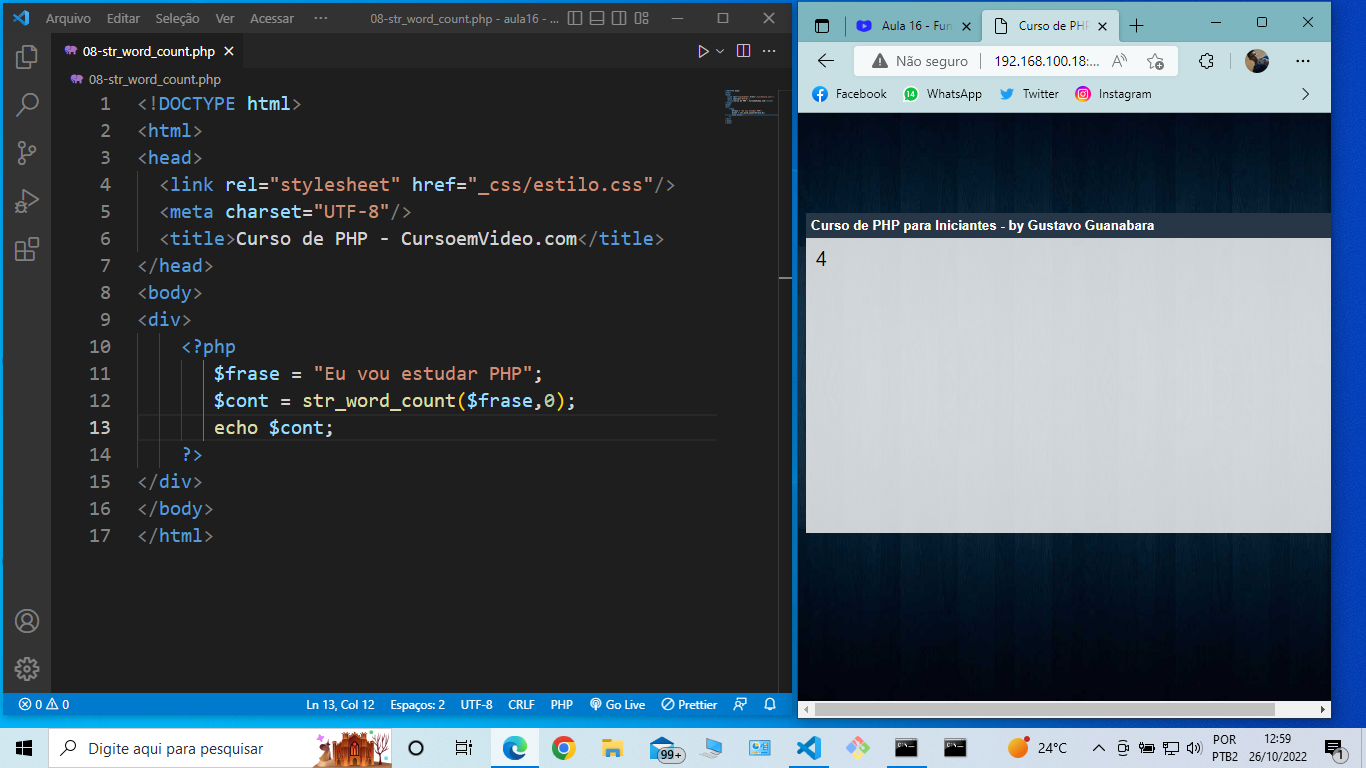 Arquivo Editar Seleção Ver Acessar ··· 08-str_word_count.php - aula16 - ...
08-str_word_count.php
08-str_word_count.php
1 <!DOCTYPE html>
2 <html>
3 <head>
4 <link rel="stylesheet" href="_css/estilo.css"/>
5 <meta charset="UTF-8"/>
6 <title>Curso de PHP - CursoemVideo.com</title>
7 </head>
8 <body>
9 <div>
10 <?php
11 $frase = "Eu vou estudar PHP";
12 $cont = str_word_count($frase,0);
13 echo $cont;
14 ?>
15 </div>
16 </body>
17 </html>
0 0 Ln 13, Col 12 Espaços: 2 UTF-8 CRLF PHP Go Live Prettier
Aula 16 - Fun Curso de PHP
Não seguro 192.168.100.18:...
Facebook WhatsApp Twitter Instagram
Curso de PHP para Iniciantes - by Gustavo Guanabara
4
Digite aqui para pesquisar 99+ 24°C POR PTB2 12:59 26/10/2022 1